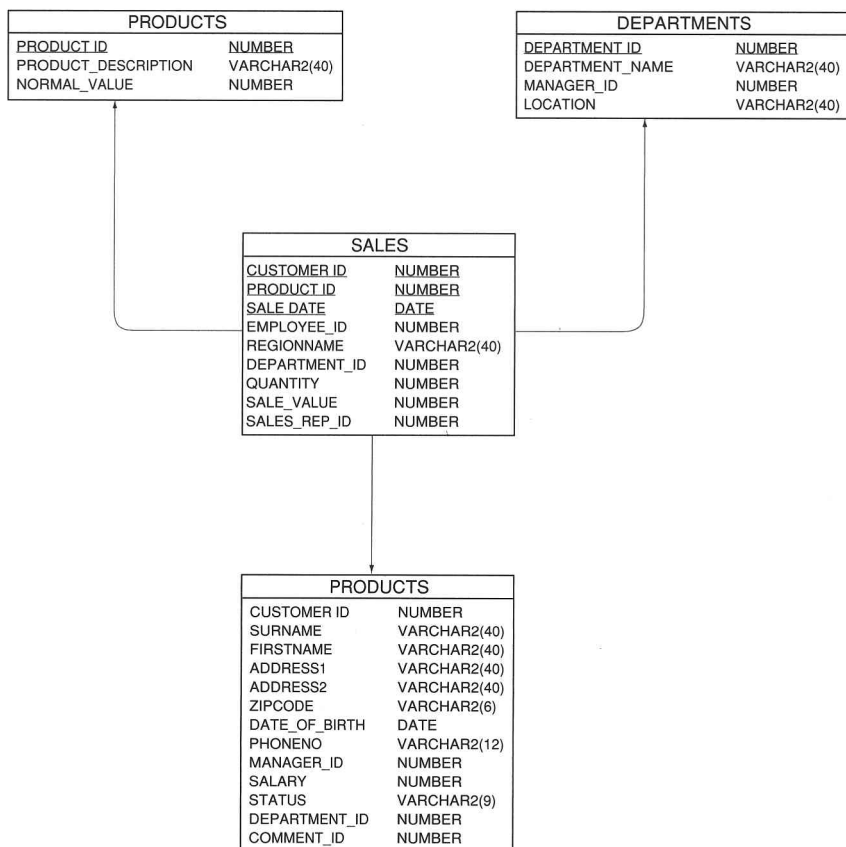 PRODUCTS
PRODUCT ID NUMBER
PRODUCT_DESCRIPTION VARCHAR2(40)
NORMAL_VALUE NUMBER
DEPARTMENTS
DEPARTMENT ID NUMBER
DEPARTMENT_NAME VARCHAR2(40)
MANAGER_ID NUMBER
LOCATION VARCHAR2(40)
SALES
CUSTOMER ID NUMBER
PRODUCT ID NUMBER
SALE DATE DATE
EMPLOYEE_ID NUMBER
REGIONNAME VARCHAR2(40)
DEPARTMENT_ID NUMBER
QUANTITY NUMBER
SALE_VALUE NUMBER
SALES_REP_ID NUMBER
PRODUCTS
CUSTOMER ID NUMBER
SURNAME VARCHAR2(40)
FIRSTNAME VARCHAR2(40)
ADDRESS1 VARCHAR2(40)
ADDRESS2 VARCHAR2(40)
ZIPCODE VARCHAR2(6)
DATE_OF_BIRTH DATE
PHONENO VARCHAR2(12)
MANAGER_ID NUMBER
SALARY NUMBER
STATUS VARCHAR2(9)
DEPARTMENT_ID NUMBER
COMMENT_ID NUMBER